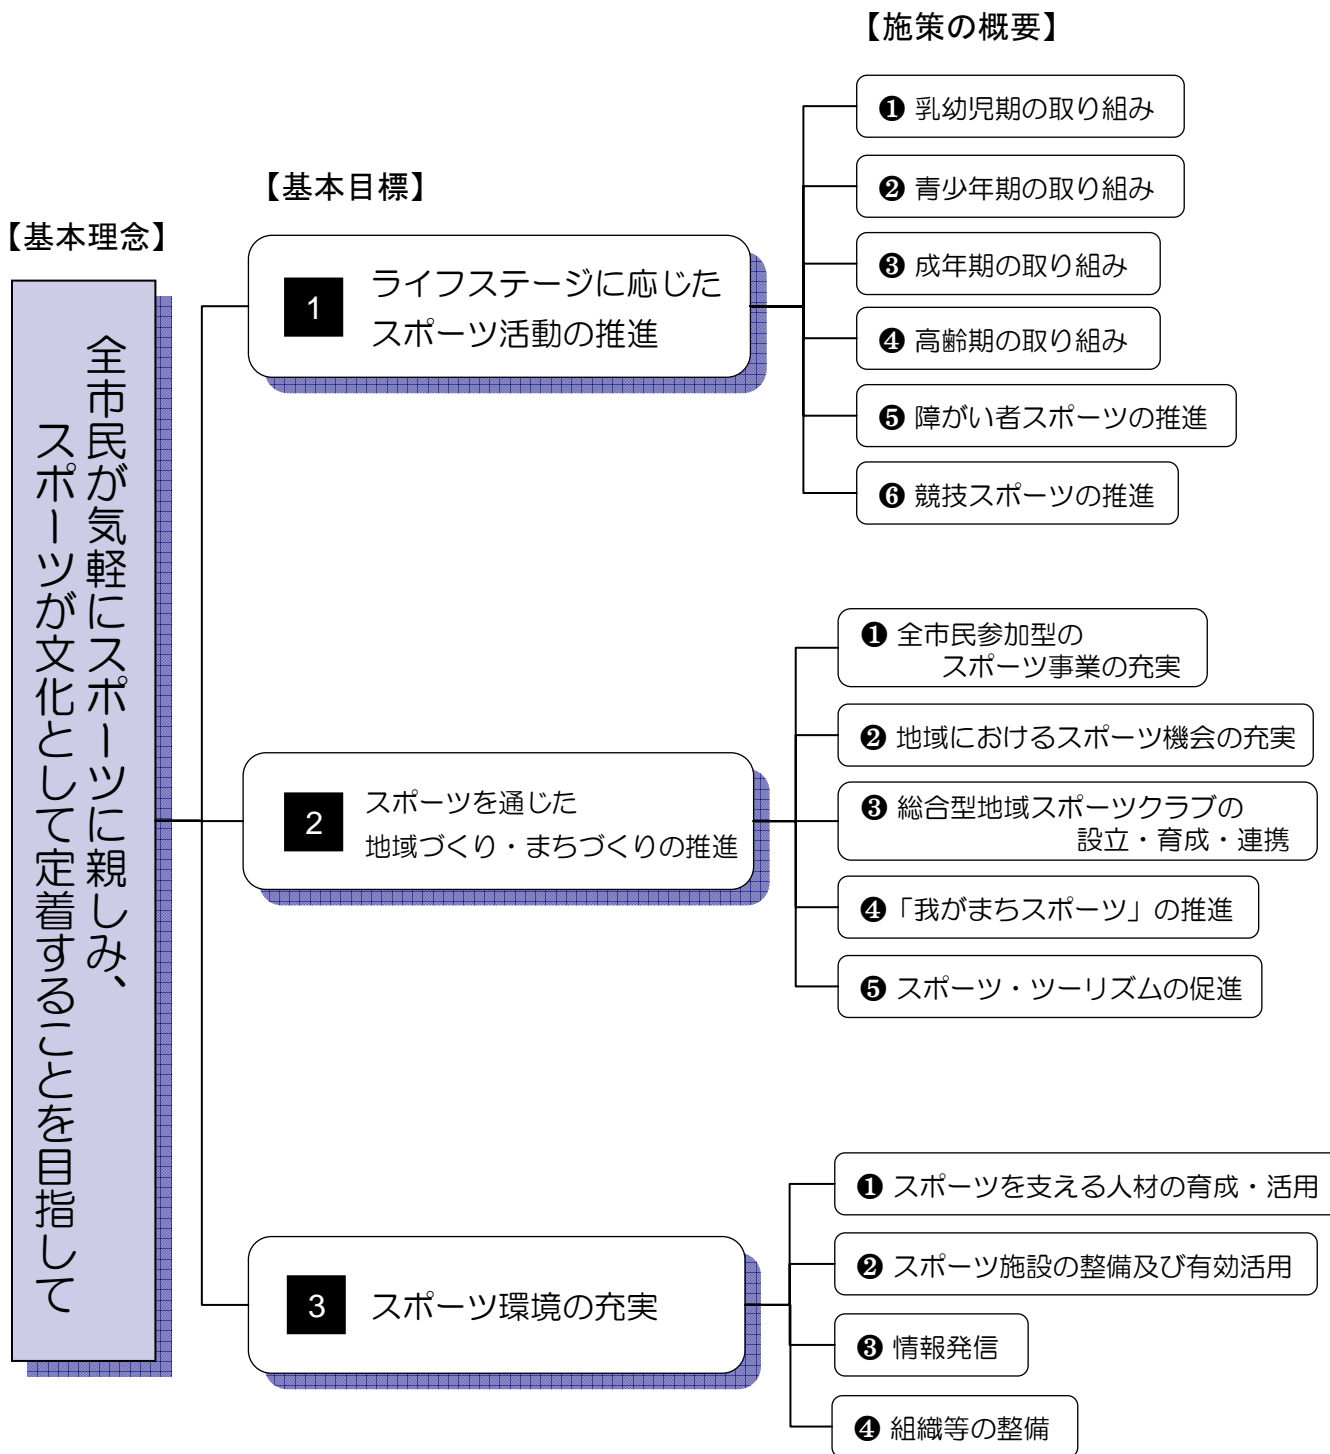 【基本理念】
全市民が気軽にスポーツに親しみ、
スポーツが文化として定着することを目指して
【基本目標】
1
ライフステージに応じた
スポーツ活動の推進
2
スポーツを通じた
地域づくり・まちづくりの推進
3
スポーツ環境の充実
【施策の概要】
❶ 乳幼児期の取り組み
❷ 青少年期の取り組み
❸ 成年期の取り組み
❹ 高齢期の取り組み
❺ 障がい者スポーツの推進
❻ 競技スポーツの推進
❶ 全市民参加型の
スポーツ事業の充実
❷ 地域におけるスポーツ機会の充実
❸ 総合型地域スポーツクラブの
設立・育成・連携
❹「我がまちスポーツ」の推進
❺ スポーツ・ツーリズムの促進
❶ スポーツを支える人材の育成・活用
❷ スポーツ施設の整備及び有効活用
❸ 情報発信
❹ 組織等の整備